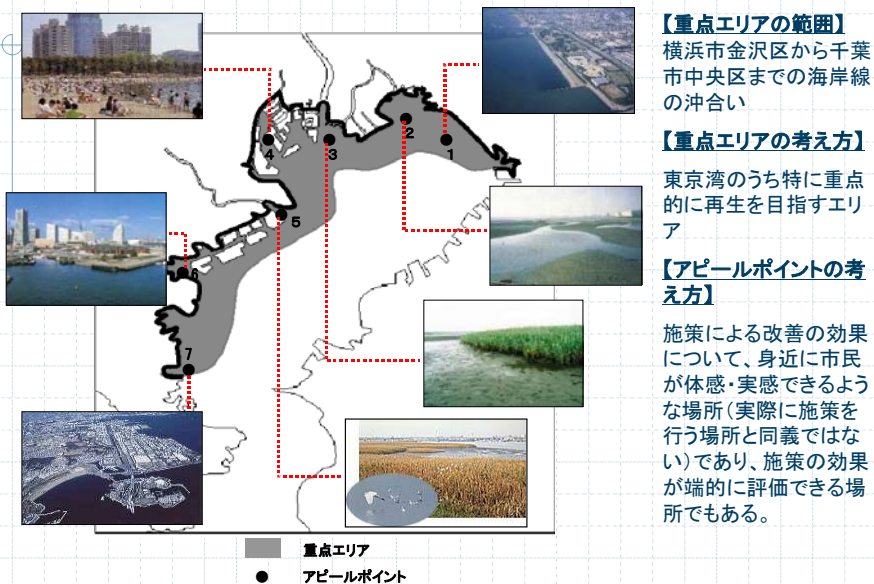 【重点エリアの範囲】
横浜市金沢区から千葉
市中央区までの海岸線
の沖合い
【重点エリアの考え方】
東京湾のうち特に重点
的に再生を目指すエリ
ア
【アピールポイントの考
え方】
施策による改善の効果
について、身近に市民
が体感・実感できるよう
な場所(実際に施策を
行う場所と同義ではな
い)であり、施策の効果
が端的に評価できる場
所でもある。
1
2
3
4
5
6
7
重点エリア
アピールポイント